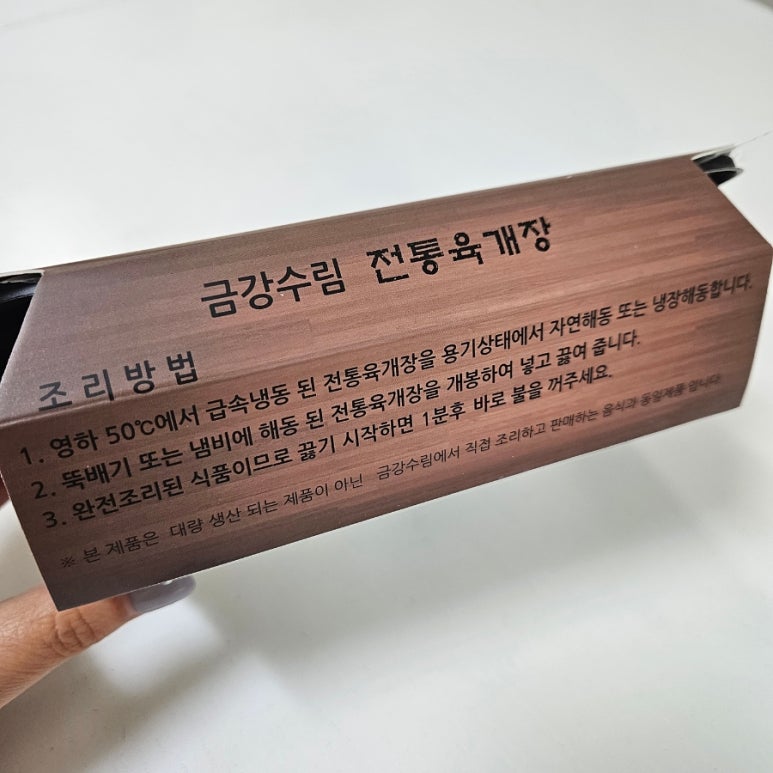 금강수림 전통육개장
조리방법
1. 영하 50℃에서 급속냉동 된 전통육개장을 용기상태에서 자연해동 또는 냉장해동합니다.
2. 뚝배기 또는 냄비에 해동 된 전통육개장을 개봉하여 넣고 끓여 줍니다.
3. 완전조리된 식품이므로 끓기 시작하면 1분후 바로 불을 꺼주세요.
※ 본 제품은 대량 생산 되는 제품이 아닌 금강수림에서 직접 조리하고 판매하는 음식과 동일제품 입니다.